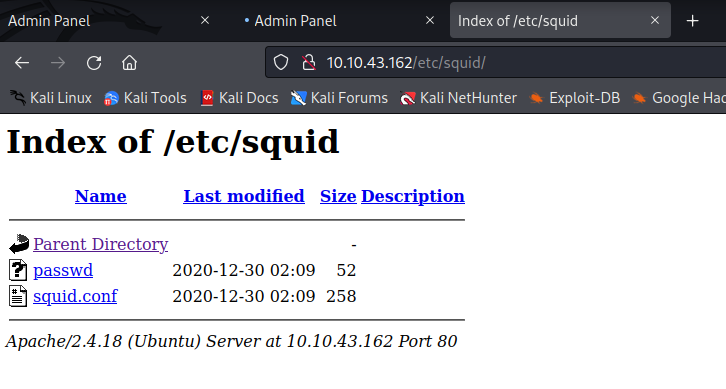 Admin Panel × Admin Panel × Index of /etc/squid × +
10.10.43.162/etc/squid/
Kali Linux Kali Tools Kali Docs Kali Forums Kali NetHunter Exploit-DB Google Hac
Index of /etc/squid
Name Last modified Size Description
Parent Directory -
passwd 2020-12-30 02:09 52
squid.conf 2020-12-30 02:09 258
Apache/2.4.18 (Ubuntu) Server at 10.10.43.162 Port 80